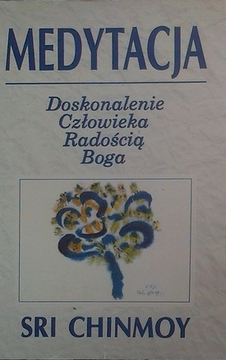 MEDYTACJA
Doskonalenie
Człowieka
Radością
Boga
SRI CHINMOY